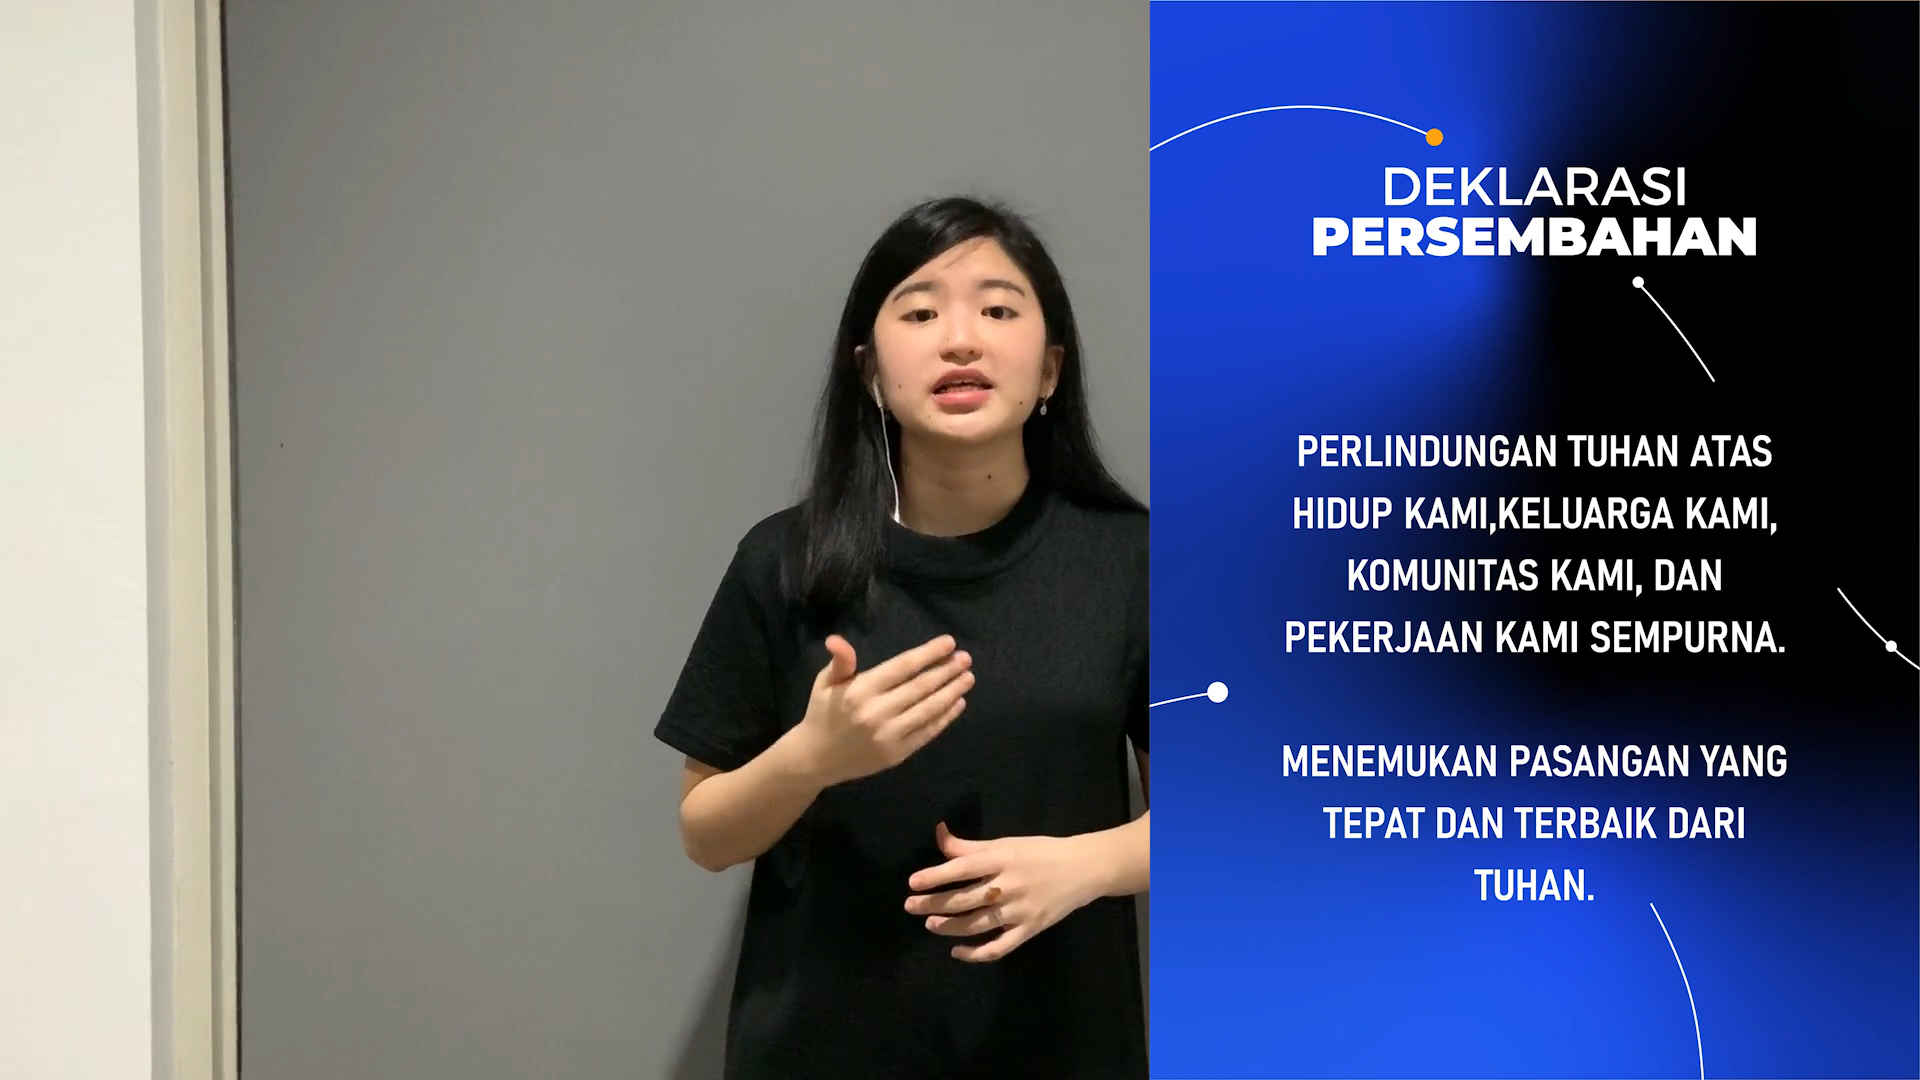 DEKLARASI
PERSEMBAHAN
PERLINDUNGAN TUHAN ATAS
HIDUP KAMI,KELUARGA KAMI,
KOMUNITAS KAMI, DAN
PEKERJAAN KAMI SEMPURNA.
MENEMUKAN PASANGAN YANG
TEPAT DAN TERBAIK DARI
TUHAN.